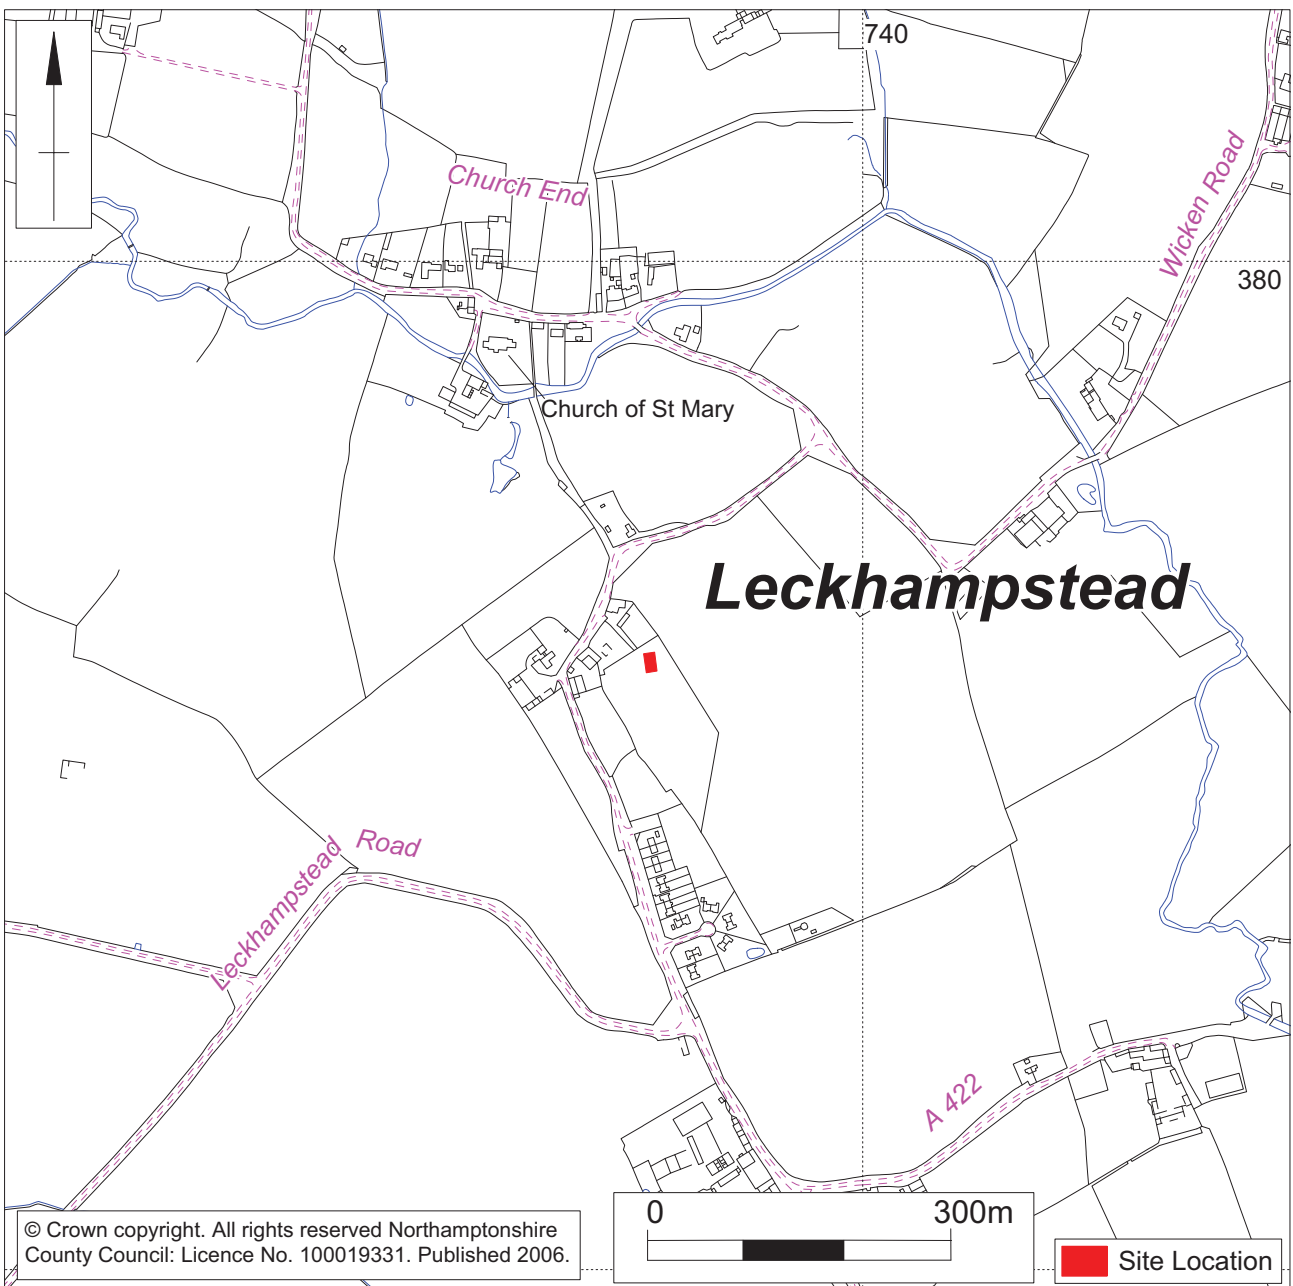 740
Church End
Wicken Road
380
Church of St Mary
Leckhampstead
Leckhampstead Road
A 422
0 300m
© Crown copyright. All rights reserved Northamptonshire
County Council: Licence No. 100019331. Published 2006.
Site Location